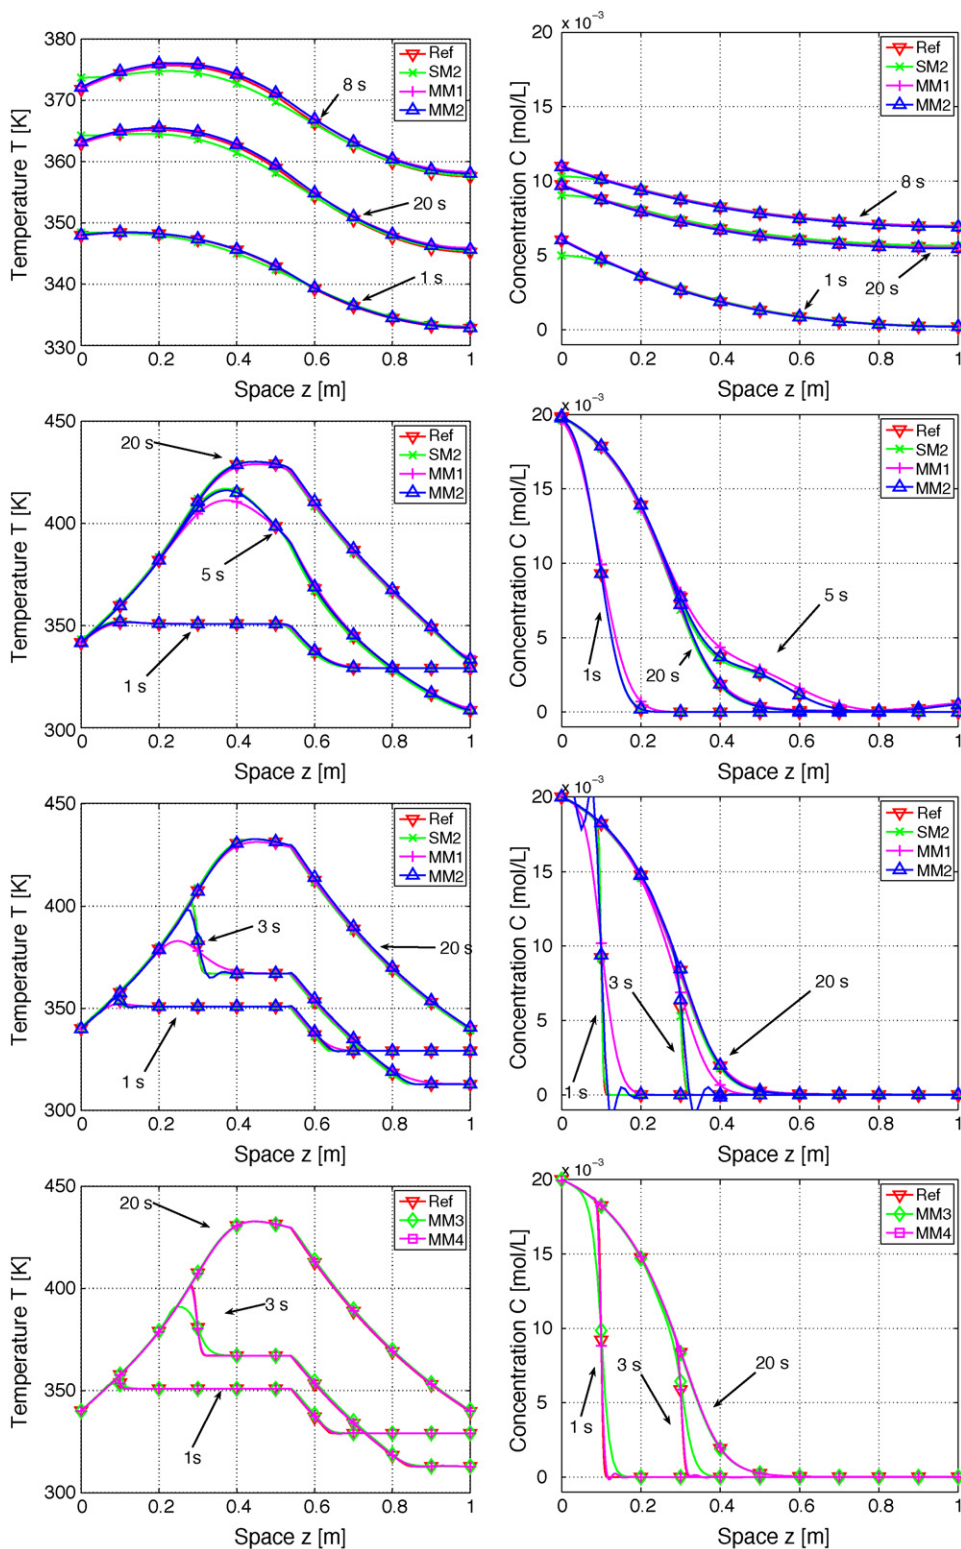 Temperature T [K]
380
370
360
350
340
330
0
0.2
0.4
0.6
0.8
1
Space z [m]
Ref
SM2
MM1
MM2
8 s
20 s
1 s
Concentration C [mol/L]
x 10⁻³
20
15
10
5
0
0
0.2
0.4
0.6
0.8
1
Space z [m]
Ref
SM2
MM1
MM2
8 s
1 s
20 s
Temperature T [K]
450
400
350
300
0
0.2
0.4
0.6
0.8
1
Space z [m]
Ref
SM2
MM1
MM2
20 s
5 s
1 s
Concentration C [mol/L]
x 10⁻³
20
15
10
5
0
0
0.2
0.4
0.6
0.8
1
Space z [m]
Ref
SM2
MM1
MM2
5 s
1s
20 s
Temperature T [K]
450
400
350
300
0
0.2
0.4
0.6
0.8
1
Space z [m]
Ref
SM2
MM1
MM2
3 s
20 s
1 s
Concentration C [mol/L]
x 10⁻³
20
15
10
5
0
0
0.2
0.4
0.6
0.8
1
Space z [m]
Ref
SM2
MM1
MM2
3 s
20 s
1 s
Temperature T [K]
450
400
350
300
0
0.2
0.4
0.6
0.8
1
Space z [m]
Ref
MM3
MM4
20 s
3 s
1s
Concentration C [mol/L]
x 10⁻³
20
15
10
5
0
0
0.2
0.4
0.6
0.8
1
Space z [m]
Ref
MM3
MM4
1 s
3 s
20 s